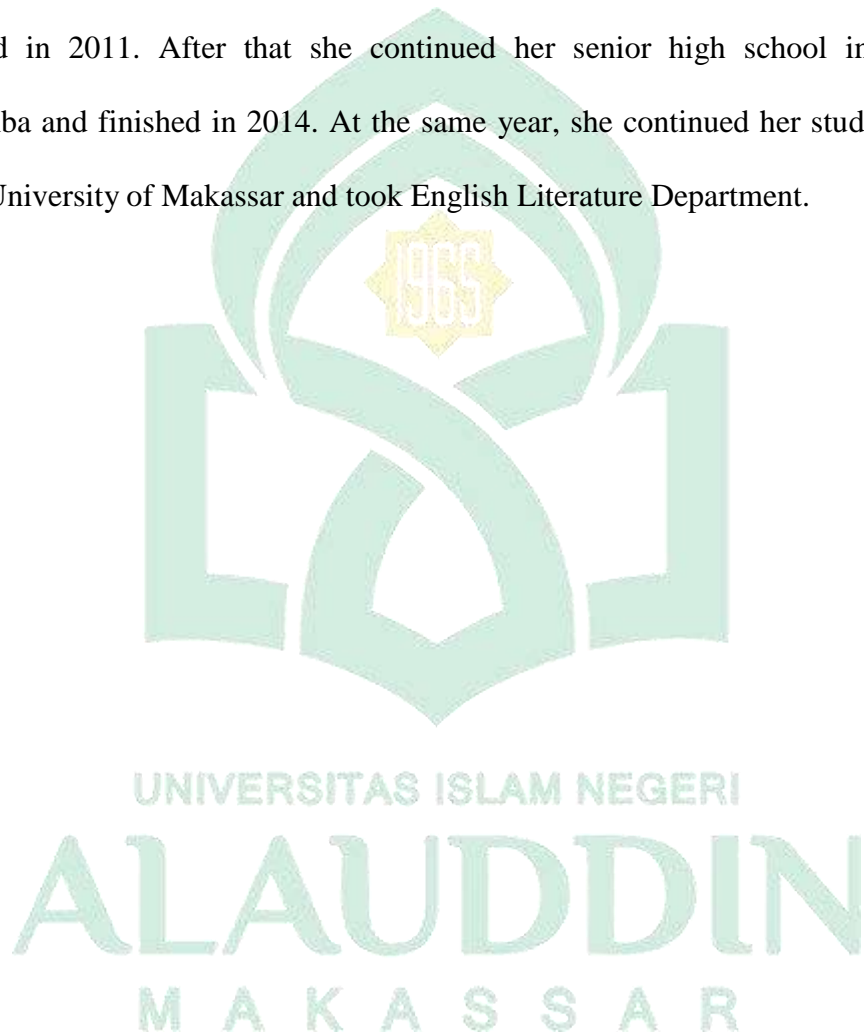 d in 2011. After that she continued her senior high school in
ba and finished in 2014. At the same year, she continued her stud
University of Makassar and took English Literature Department.
1965
UNIVERSITAS ISLAM NEGERI
ALAUDDIN
MAKASSAR